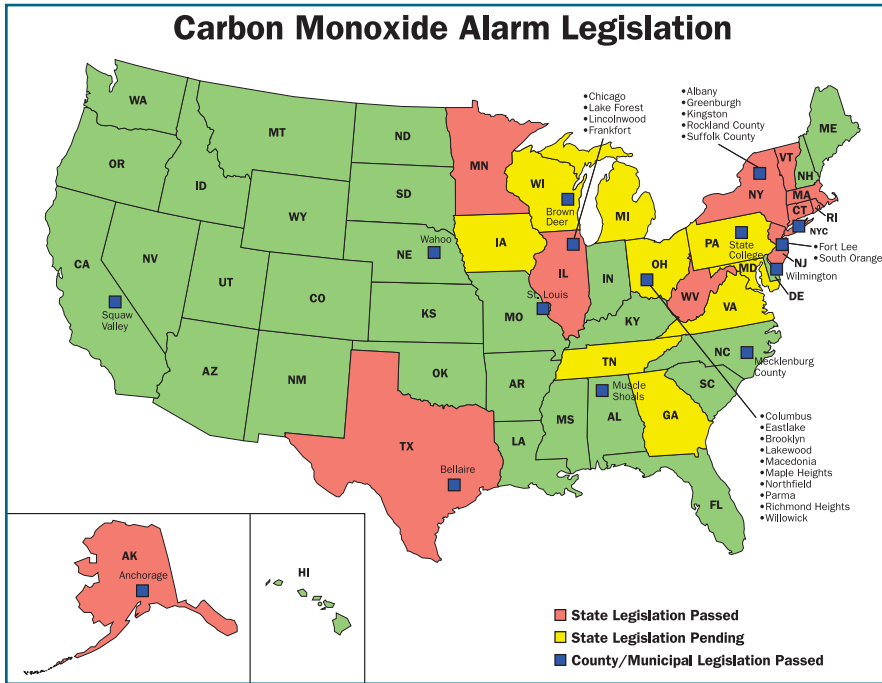 Carbon Monoxide Alarm Legislation
•Chicago
•Lake Forest
•Lincolnwood
•Frankfort
•Albany
•Greenburgh
•Kingston
•Rockland County
•Suffolk County
WA
MT
ND
MN
ME
VT
NH
OR
ID
SD
WI
Brown
Deer
MI
NY
MA
CT
RI
NYC
WY
IA
PA
State
College
•Fort Lee
•South Orange
NJ
Wilmington
NE
Wahoo
CA
NV
UT
CO
IL
IN
OH
MD
DE
WV
VA
Squaw
Valley
KS
MO
St. Louis
KY
NC
Mecklenburg
County
AZ
NM
OK
AR
TN
SC
Muscle
Shoals
MS
AL
GA
TX
LA
Bellaire
FL
•Columbus
•Eastlake
•Brooklyn
•Lakewood
•Macedonia
•Maple Heights
•Northfield
•Parma
•Richmond Heights
•Willowick
AK
Anchorage
HI
State Legislation Passed
State Legislation Pending
County/Municipal Legislation Passed